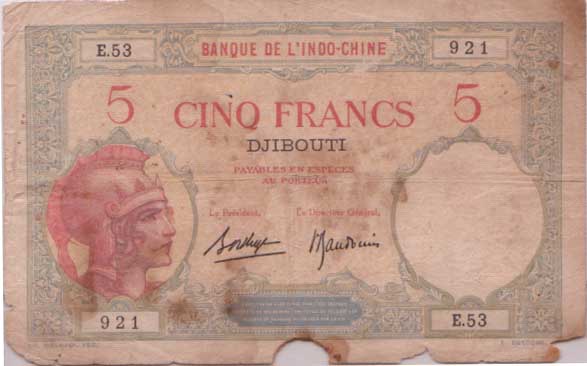 E.53 BANQUE DE L'INDO-CHINE 921
5 CINQ FRANCS 5
DJIBOUTI
PAYABLES EN ESPÈCES
AU PORTEUR
Le Président, Le Directeur Général,
921 E.53